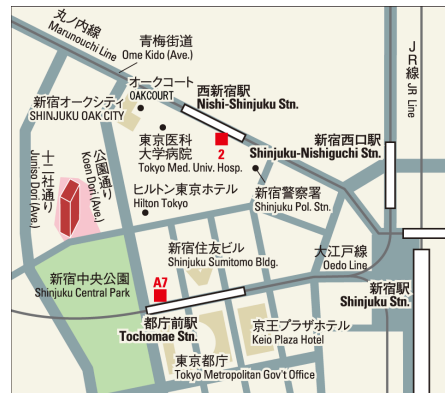 丸ノ内線
Marunouchi Line
青梅街道
Ome Kido (Ave.)
オークコート
OAKCOURT
西新宿駅
Nishi-Shinjuku Stn.
JR線
JR Line
新宿オークシティ
SHINJUKU OAK CITY
東京医科
大学病院
Tokyo Med. Univ. Hosp.
2
新宿西口駅
Shinjuku-Nishiguchi Stn.
十二社通り
Juniso Dori (Ave.)
公園通り
Koen Dori (Ave.)
ヒルトン東京ホテル
Hilton Tokyo
新宿警察署
Shinjuku Pol. Stn.
新宿住友ビル
Shinjuku Sumitomo Bldg.
大江戸線
Oedo Line
新宿中央公園
Shinjuku Central Park
A7
新宿駅
Shinjuku Stn.
都庁前駅
Tochomae Stn.
京王プラザホテル
Keio Plaza Hotel
東京都庁
Tokyo Metropolitan Gov't Office